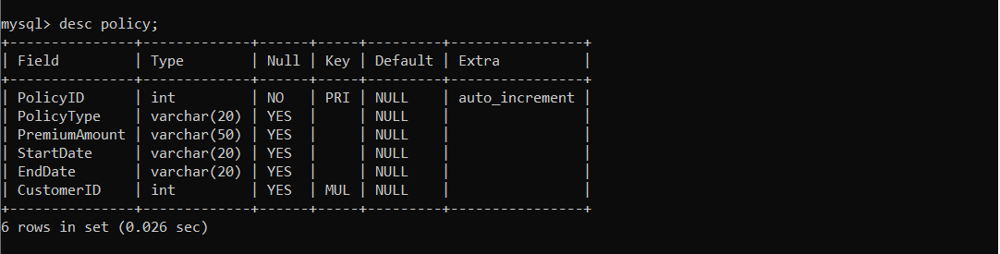 mysql> desc policy;
+---------------+-------------+------+-----+---------+----------------+
| Field         | Type        | Null | Key | Default | Extra          |
+---------------+-------------+------+-----+---------+----------------+
| PolicyID      | int         | NO   | PRI | NULL    | auto_increment |
| PolicyType    | varchar(20) | YES  |     | NULL    |                |
| PremiumAmount | varchar(50) | YES  |     | NULL    |                |
| StartDate     | varchar(20) | YES  |     | NULL    |                |
| EndDate       | varchar(20) | YES  |     | NULL    |                |
| CustomerID    | int         | YES  | MUL | NULL    |                |
+---------------+-------------+------+-----+---------+----------------+
6 rows in set (0.026 sec)